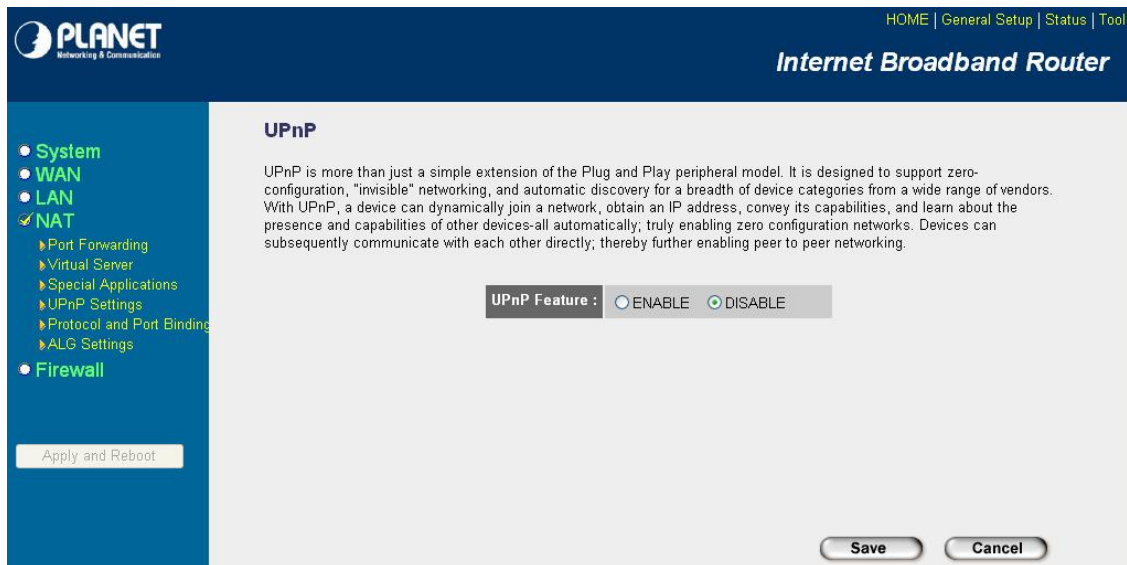 PLANET
Networking & Communication
HOME | General Setup | Status | Tool
Internet Broadband Router
System
WAN
LAN
NAT
Port Forwarding
Virtual Server
Special Applications
UPnP Settings
Protocol and Port Binding
ALG Settings
Firewall
Apply and Reboot
UPnP
UPnP is more than just a simple extension of the Plug and Play peripheral model. It is designed to support zero-
configuration, "invisible" networking, and automatic discovery for a breadth of device categories from a wide range of vendors.
With UPnP, a device can dynamically join a network, obtain an IP address, convey its capabilities, and learn about the
presence and capabilities of other devices-all automatically; truly enabling zero configuration networks. Devices can
subsequently communicate with each other directly; thereby further enabling peer to peer networking.
UPnP Feature : ENABLE DISABLE
Save Cancel